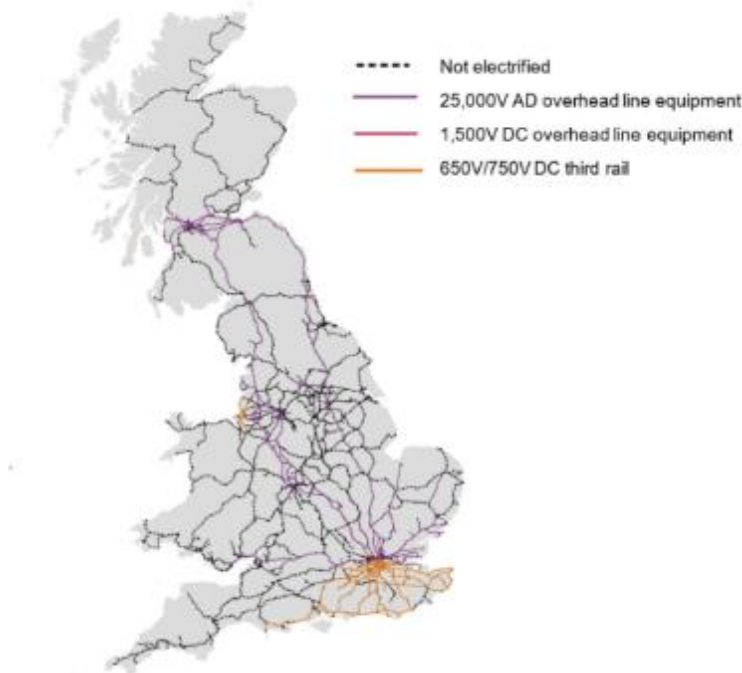 Not electrified
25,000V AD overhead line equipment
1,500V DC overhead line equipment
650V/750V DC third rail